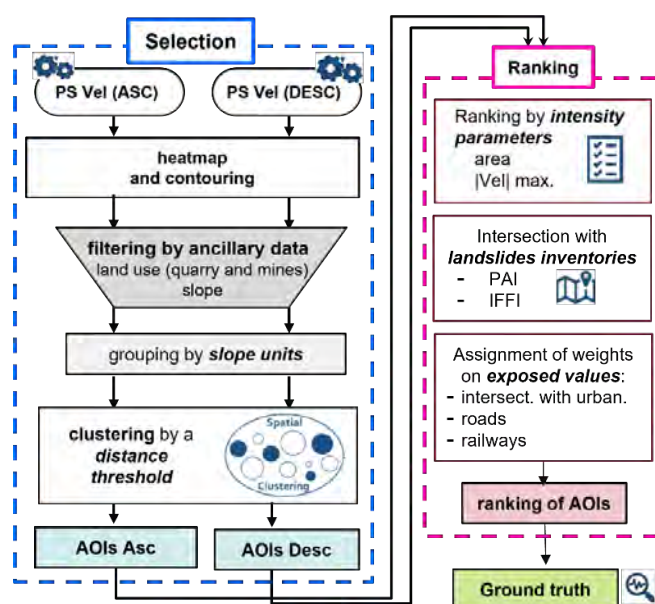 Selection
PS Vel (ASC)
PS Vel (DESC)
heatmap
and contouring
filtering by ancillary data
land use (quarry and mines)
slope
grouping by slope units
clustering by a
distance
threshold
Spatial
Clustering
AOIs Asc
AOIs Desc
Ranking
Ranking by intensity
parameters
area
|Vel| max.
Intersection with
landslides inventories
- PAI
- IFFI
Assignment of weights
on exposed values:
- intersect. with urban.
- roads
- railways
ranking of AOIs
Ground truth